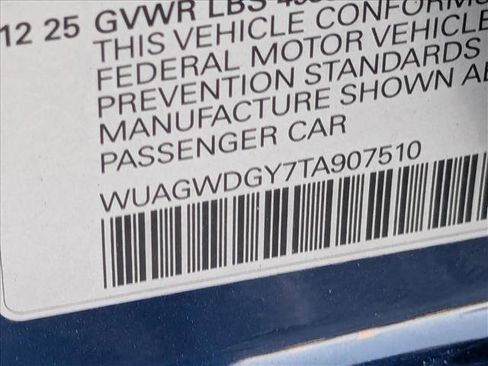 12 25 GVWR LBS
THIS VEHICLE CONFORM
FEDERAL MOTOR VEHICLE
PREVENTION STANDARDS
MANUFACTURE SHOWN AB
PASSENGER CAR
WUAGWDGY7TA907510